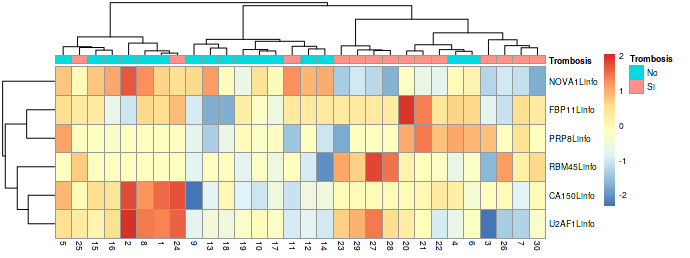 Trombosis
NOVA1Linfo
FBP11Linfo
PRP8Linfo
RBM45Linfo
CA150Linfo
U2AF1Linfo
5 25 15 16 2 8 1 24 9 13 18 19 10 17 11 12 14 23 29 27 28 20 21 22 4 6 3 26 7 30
2
1
0
-1
-2
Trombosis
No
SI